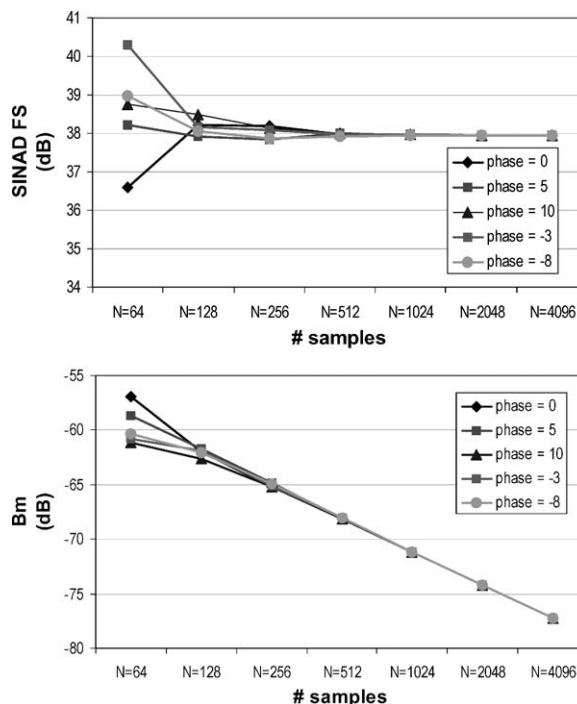 SINAD FS
(dB)
41
40
39
38
37
36
35
34
phase = 0
phase = 5
phase = 10
phase = -3
phase = -8
N=64 N=128 N=256 N=512 N=1024 N=2048 N=4096
# samples
Bm
(dB)
-55
-60
-65
-70
-75
-80
phase = 0
phase = 5
phase = 10
phase = -3
phase = -8
N=64 N=128 N=256 N=512 N=1024 N=2048 N=4096
# samples